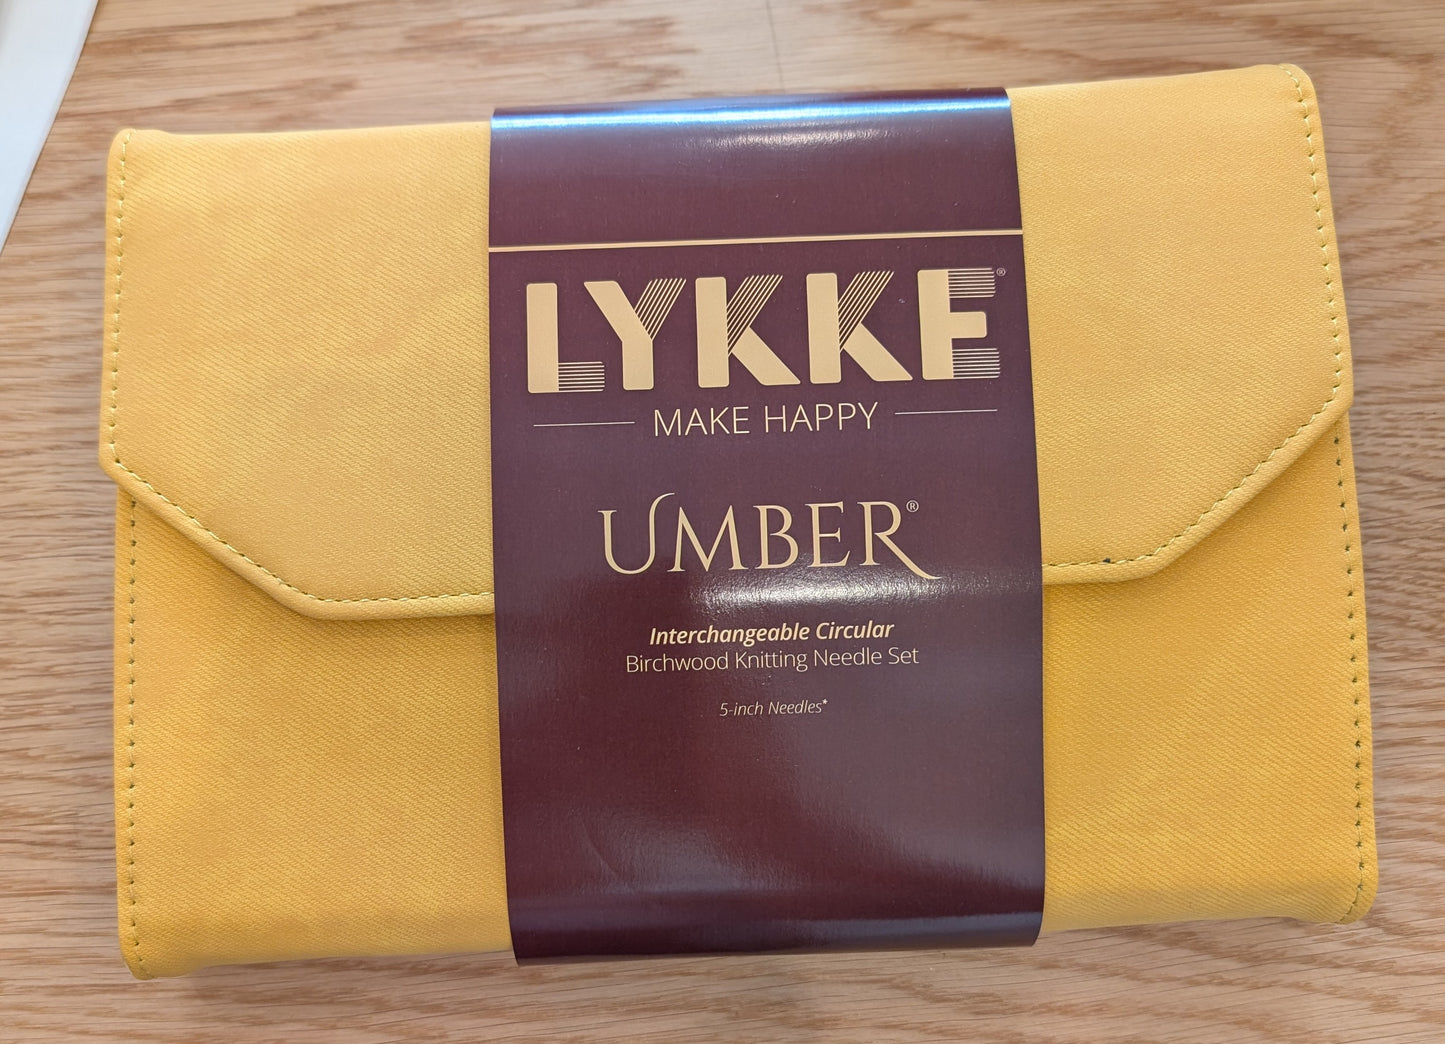 LYKKE®
MAKE HAPPY
UMBER®
Interchangeable Circular
Birchwood Knitting Needle Set
5-inch Needles*